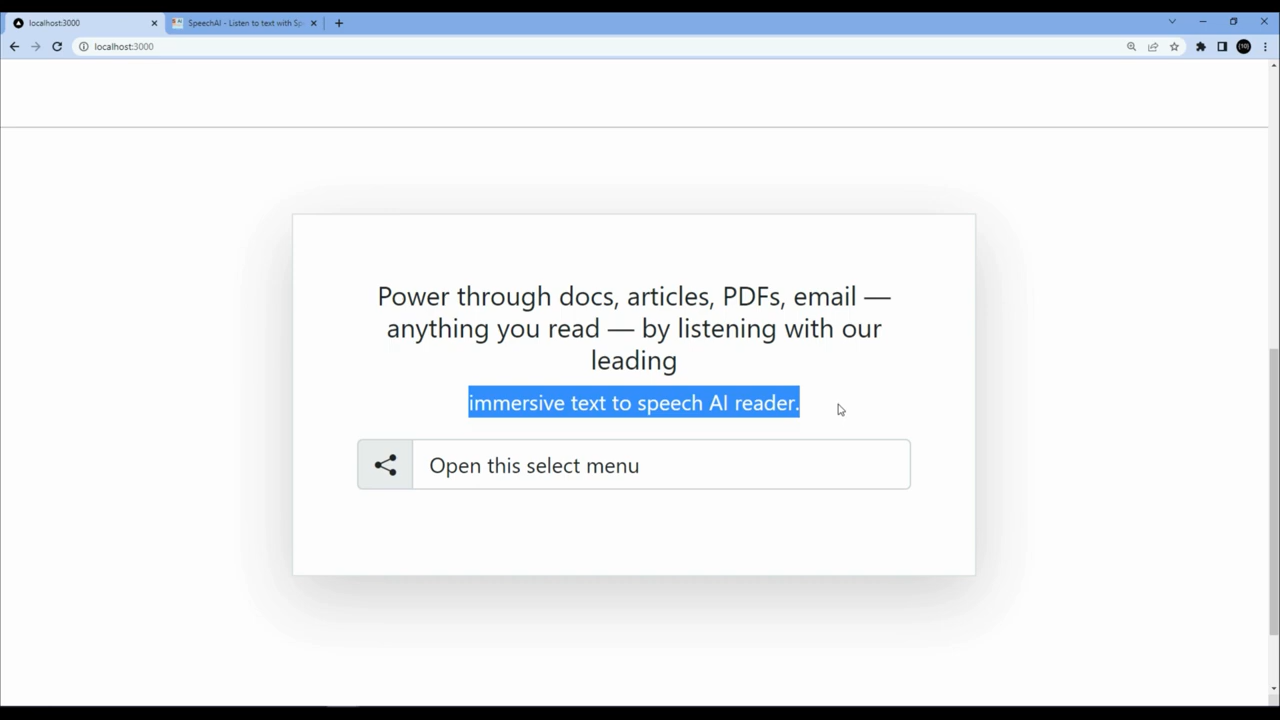 localhost:3000
SpeechAI - Listen to text with Sp
localhost:3000
Power through docs, articles, PDFs, email —
anything you read — by listening with our
leading
immersive text to speech AI reader.
Open this select menu